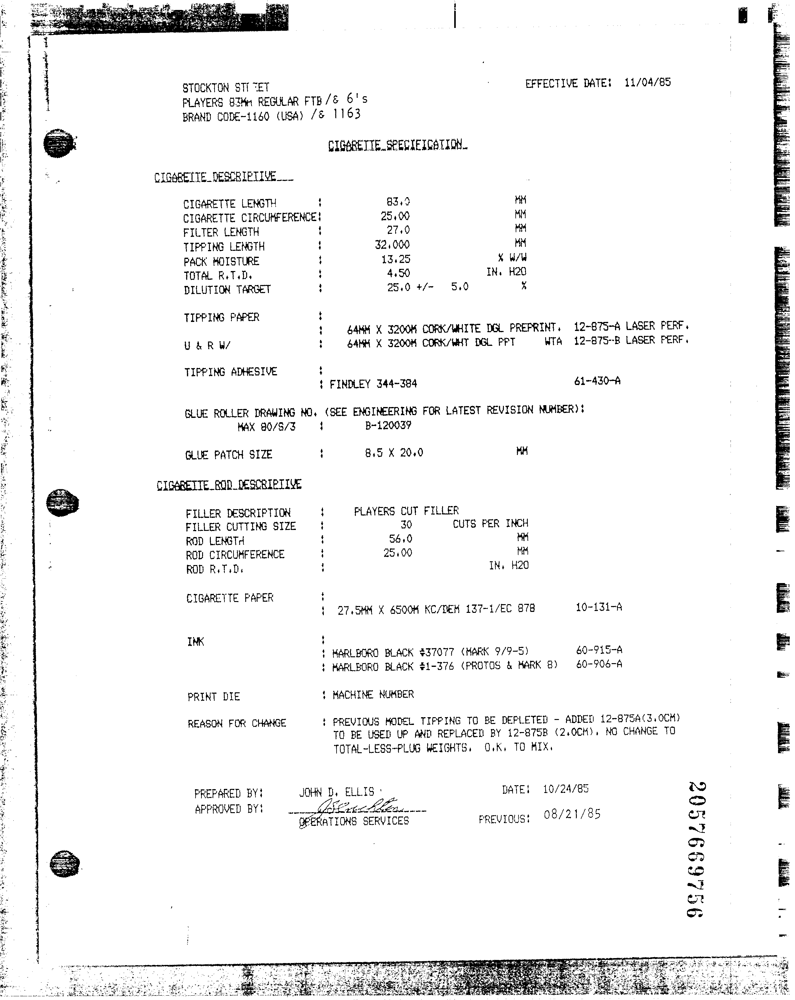 STOCKTON STREET EFFECTIVE DATE: 11/04/85
PLAYERS 83MM REGULAR FTB /& 6's
BRAND CODE-1160 (USA) /& 1163
CIGARETTE SPECIFICATION
CIGARETTE DESCRIPTIVE
CIGARETTE LENGTH : 83.0 MM
CIGARETTE CIRCUMFERENCE: 25.00 MM
FILTER LENGTH : 27.0 MM
TIPPING LENGTH : 32.000 MM
PACK MOISTURE : 13.25 % W/W
TOTAL R.T.D. : 4.50 IN. H2O
DILUTION TARGET : 25.0 +/- 5.0 %
TIPPING PAPER :
: 64MM X 3200M CORK/WHITE DGL PREPRINT. 12-875-A LASER PERF.
U & R W/ : 64MM X 3200M CORK/WHT DGL PPT WTA 12-875-B LASER PERF.
TIPPING ADHESIVE :
: FINDLEY 344-384 61-430-A
GLUE ROLLER DRAWING NO. (SEE ENGINEERING FOR LATEST REVISION NUMBER):
MAX 80/S/3 : B-120039
GLUE PATCH SIZE : 8.5 X 20.0 MM
CIGARETTE ROD DESCRIPTIVE
FILLER DESCRIPTION : PLAYERS CUT FILLER
FILLER CUTTING SIZE : 30 CUTS PER INCH
ROD LENGTH : 56.0 MM
ROD CIRCUMFERENCE : 25.00 MM
ROD R.T.D. : IN. H2O
CIGARETTE PAPER :
: 27.5MM X 6500M KC/DEM 137-1/EC 87B 10-131-A
INK :
: MARLBORO BLACK #37077 (MARK 9/9-5) 60-915-A
: MARLBORO BLACK #1-376 (PROTOS & MARK 8) 60-906-A
PRINT DIE : MACHINE NUMBER
REASON FOR CHANGE : PREVIOUS MODEL TIPPING TO BE DEPLETED - ADDED 12-875A(3.0CM)
TO BE USED UP AND REPLACED BY 12-875B (2.0CM). NO CHANGE TO
TOTAL-LESS-PLUG WEIGHTS. O.K. TO MIX.
PREPARED BY: JOHN D. ELLIS DATE: 10/24/85
APPROVED BY:
OPERATIONS SERVICES PREVIOUS: 08/21/85
2057669756